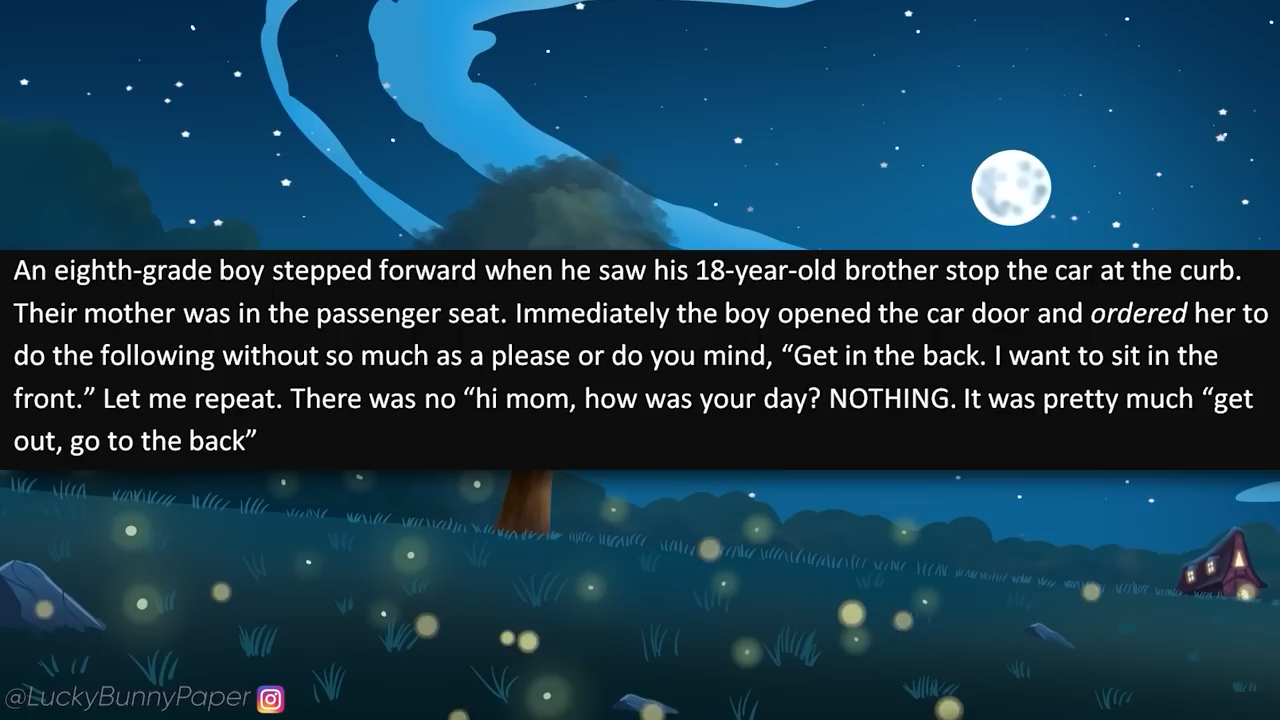 An eighth-grade boy stepped forward when he saw his 18-year-old brother stop the car at the curb.
Their mother was in the passenger seat. Immediately the boy opened the car door and ordered her to
do the following without so much as a please or do you mind, “Get in the back. I want to sit in the
front.” Let me repeat. There was no “hi mom, how was your day? NOTHING. It was pretty much “get
out, go to the back”
@LuckyBunnyPaper